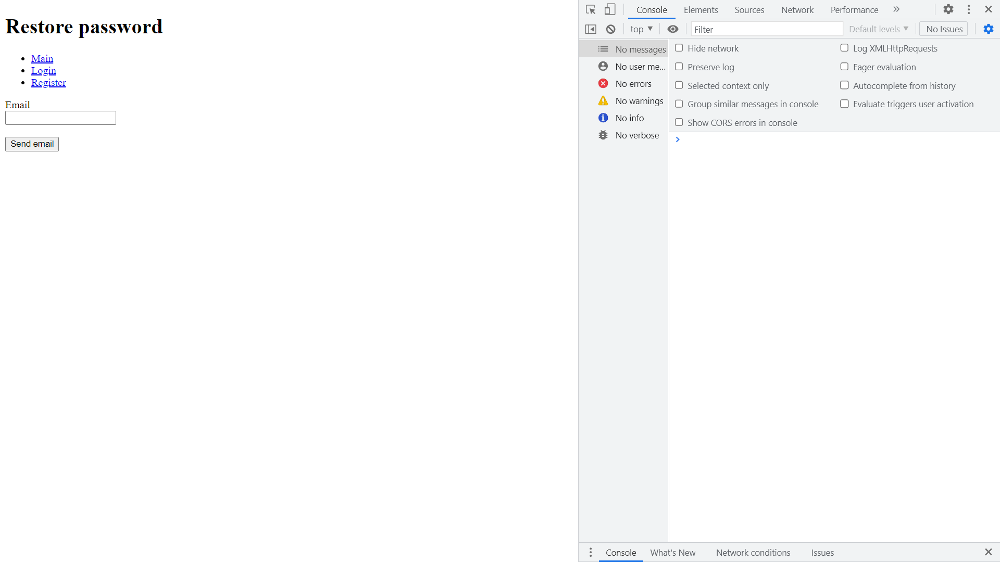 Restore password
Main
Login
Register
Email
Send email
Console Elements Sources Network Performance
top Filter Default levels No Issues
No messages
No user me...
No errors
No warnings
No info
No verbose
Hide network Log XMLHttpRequests
Preserve log Eager evaluation
Selected context only Autocomplete from history
Group similar messages in console Evaluate triggers user activation
Show CORS errors in console
Console What's New Network conditions Issues